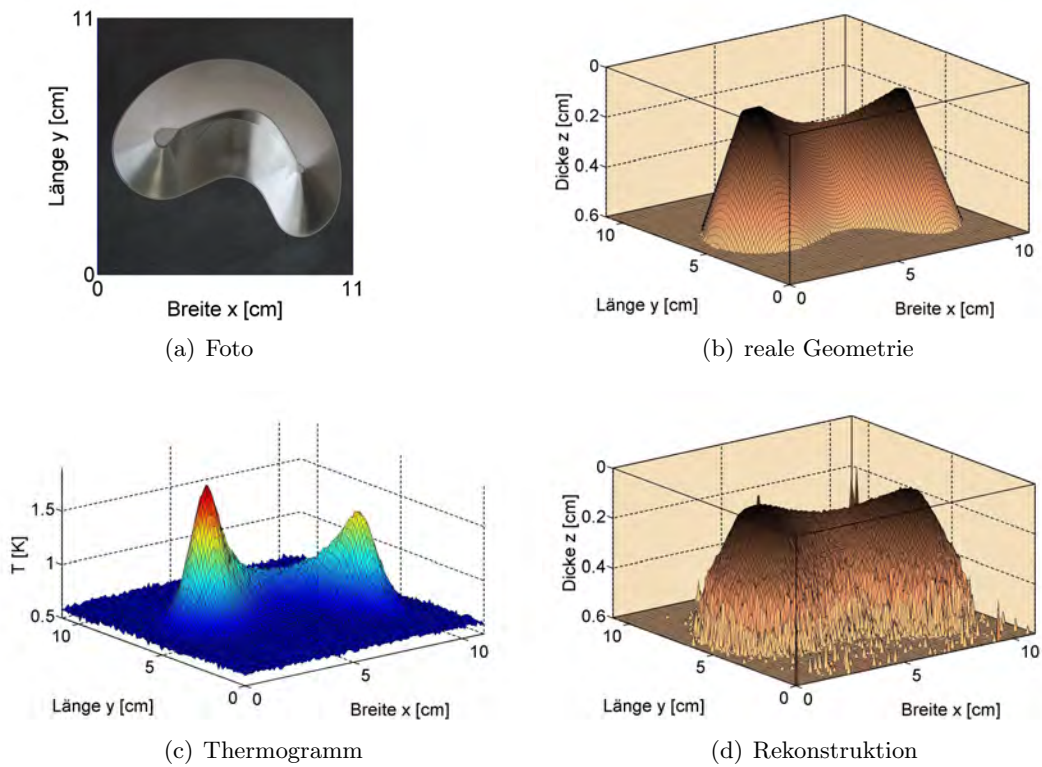 11
Länge y [cm]
0
0
11
Breite x [cm]
(a) Foto
0
0.2
0.4
0.6
Dicke z [cm]
10
5
0
0
5
10
Länge y [cm]
Breite x [cm]
(b) reale Geometrie
1.5
1
0.5
T [K]
10
5
0
0
5
10
Länge y [cm]
Breite x [cm]
(c) Thermogramm
0
0.2
0.4
0.6
Dicke z [cm]
10
5
0
0
5
10
Länge y [cm]
Breite x [cm]
(d) Rekonstruktion